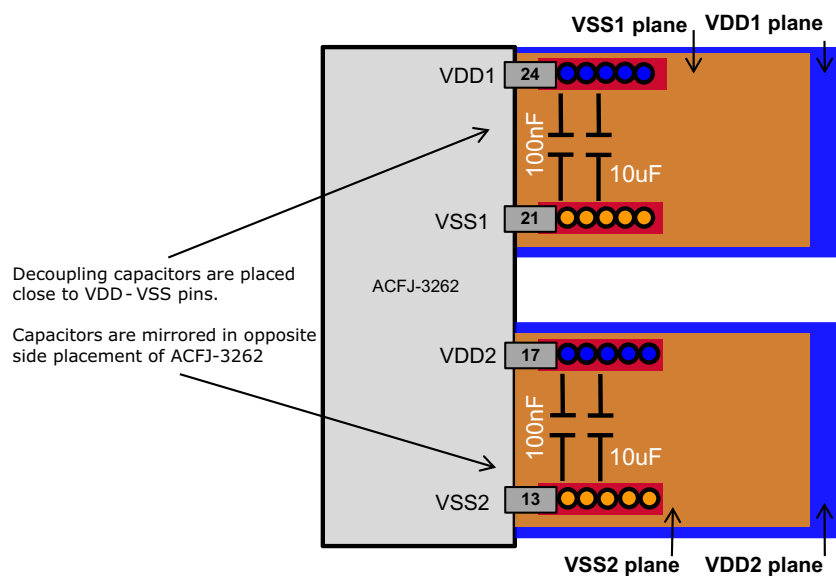 VSS1 plane
VDD1 plane
VDD1
24
100nF
10uF
VSS1
21
Decoupling capacitors are placed
close to VDD-VSS pins.
ACFJ-3262
Capacitors are mirrored in opposite
side placement of ACFJ-3262
VDD2
17
100nF
10uF
VSS2
13
VSS2 plane
VDD2 plane